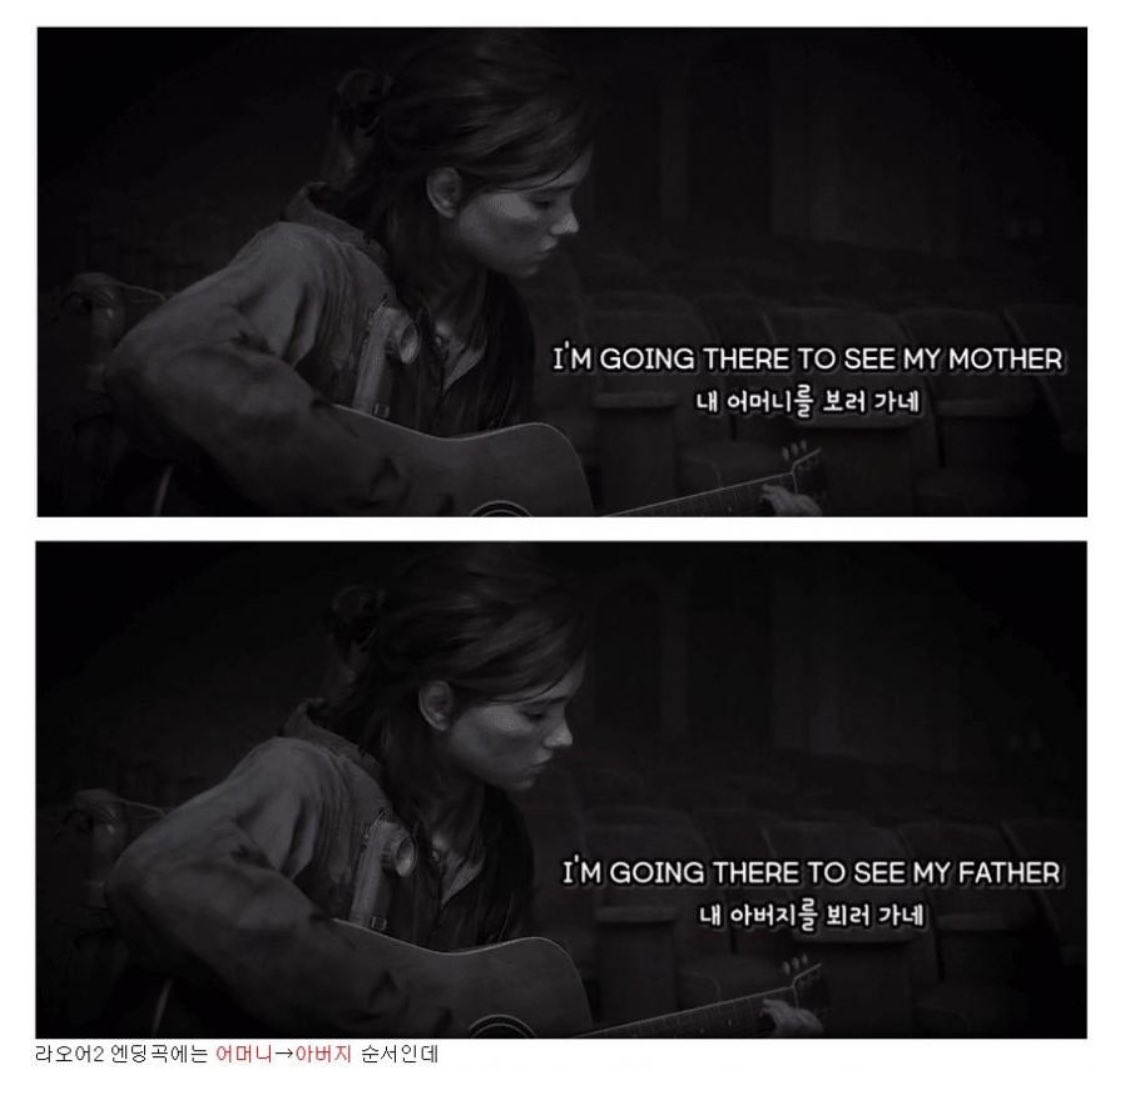 I'M GOING THERE TO SEE MY MOTHER
내 어머니를 보러 가네
I'M GOING THERE TO SEE MY FATHER
내 아버지를 뵈러 가네
라오어2 엔딩곡에는 어머니→아버지 순서인데